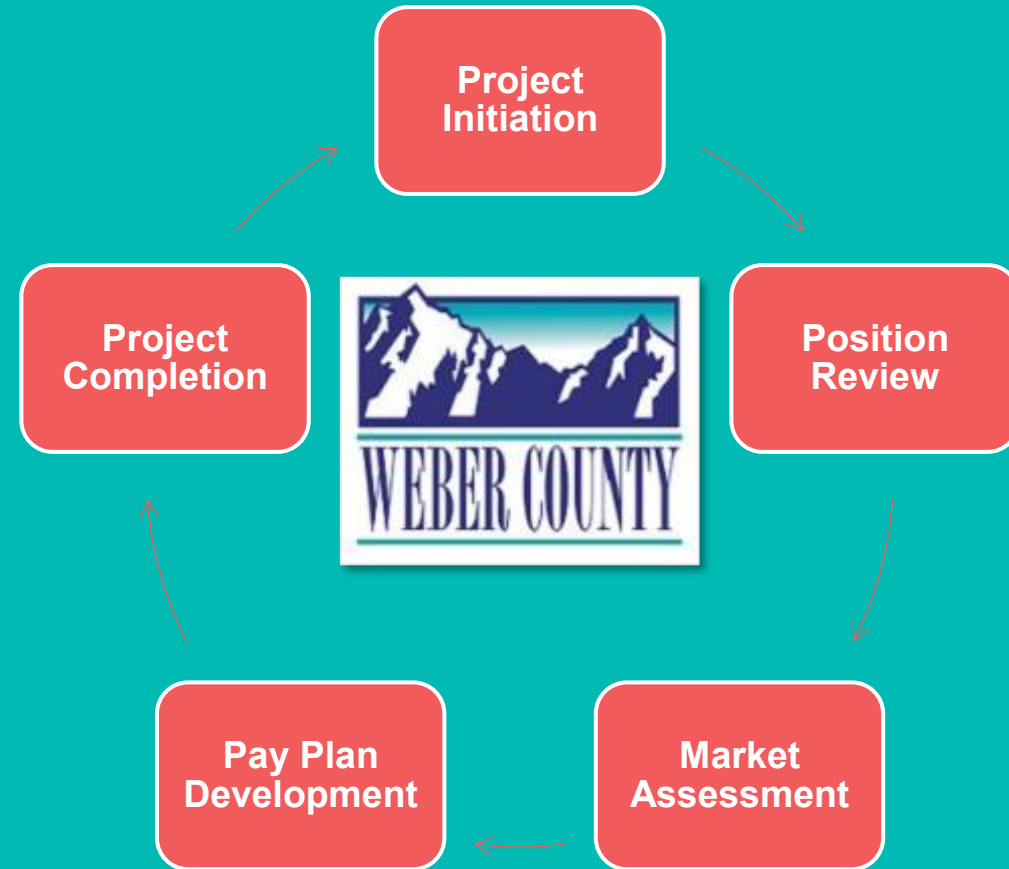 Project
Initiation
Position
Review
Market
Assessment
Pay Plan
Development
Project
Completion
WEBER COUNTY